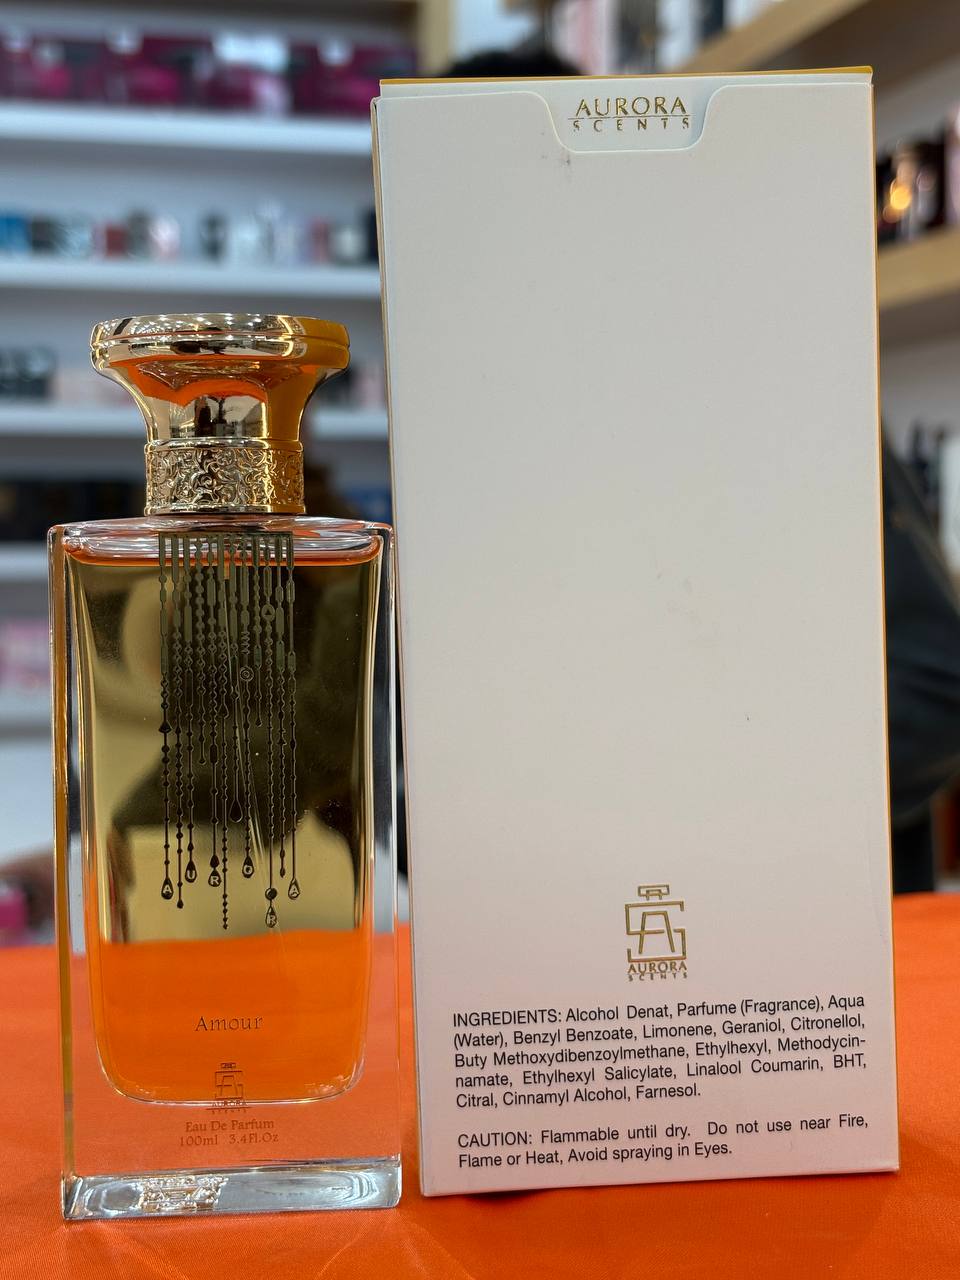 AURORA
SCENTS
A U R O R A
Amour
AURORA
SCENTS
Eau De Parfum
100ml 3.4Fl.Oz
AURORA
SCENTS
INGREDIENTS: Alcohol Denat, Parfume (Fragrance), Aqua
(Water), Benzyl Benzoate, Limonene, Geraniol, Citronellol,
Buty Methoxydibenzoylmethane, Ethylhexyl, Methodycin-
namate, Ethylhexyl Salicylate, Linalool Coumarin, BHT,
Citral, Cinnamyl Alcohol, Farnesol.
CAUTION: Flammable until dry. Do not use near Fire,
Flame or Heat, Avoid spraying in Eyes.